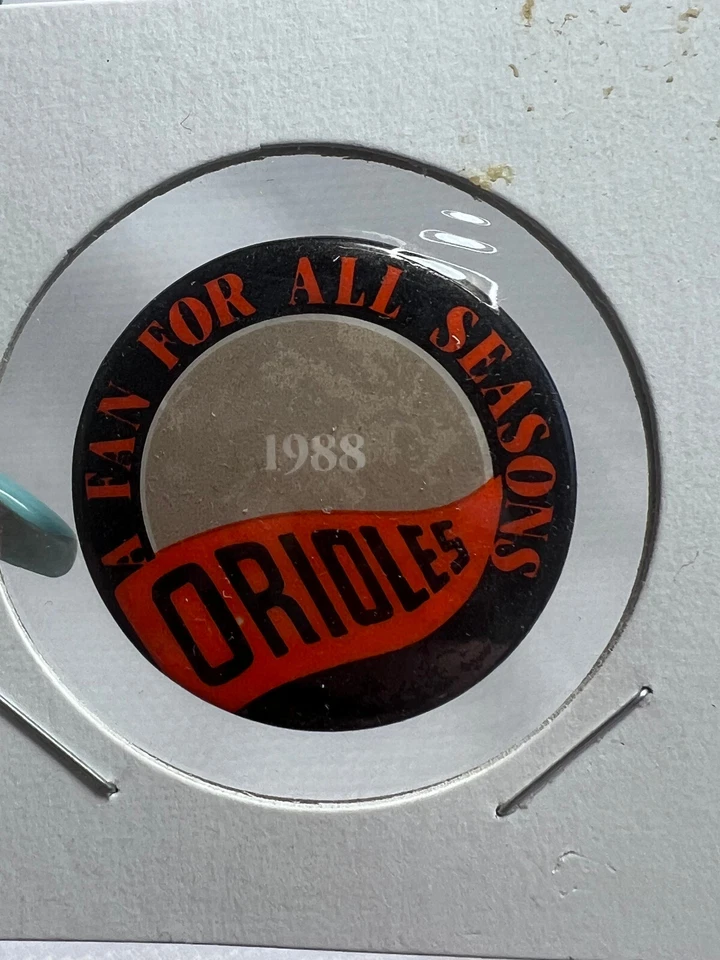 A FAN FOR ALL SEASONS
1988
ORIOLES